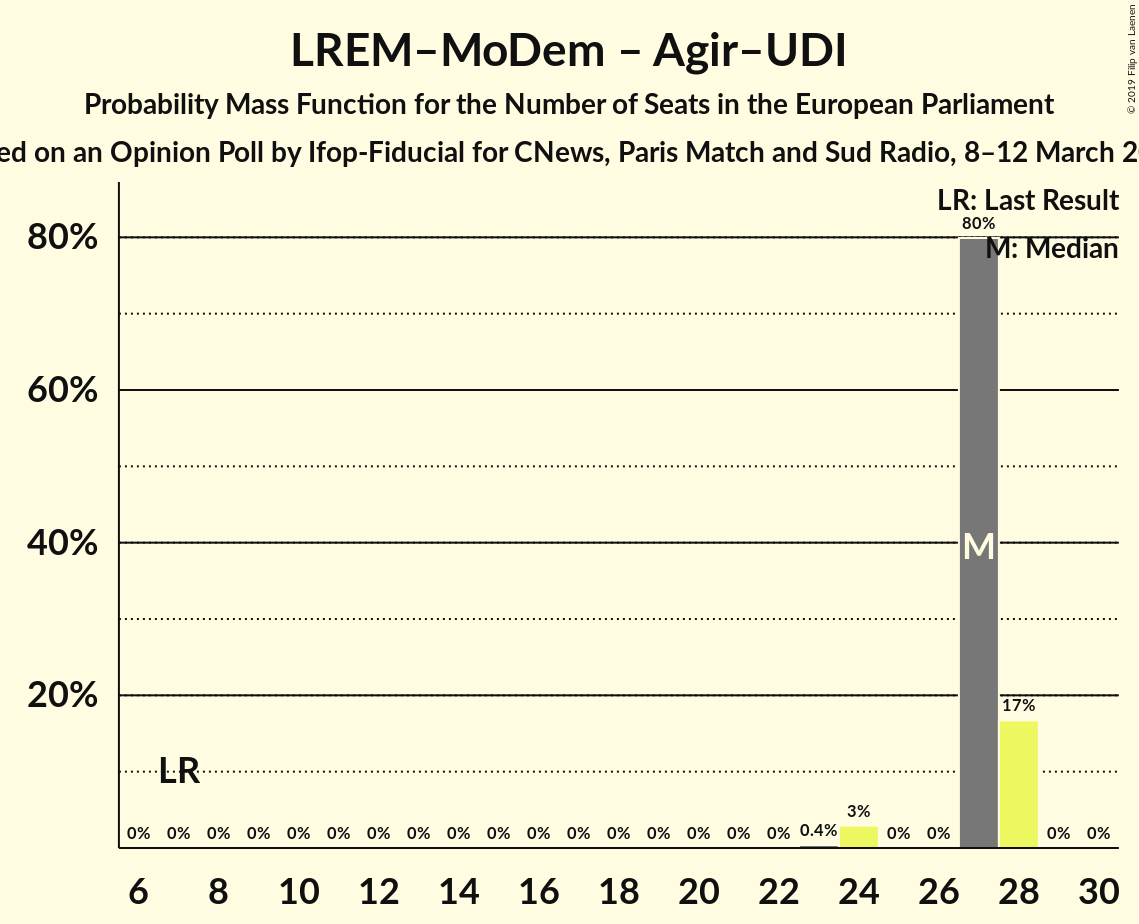 LREM–MoDem – Agir–UDI
Probability Mass Function for the Number of Seats in the European Parliament
on an Opinion Poll by Ifop-Fiducial for CNews, Paris Match and Sud Radio, 8–12 March
© 2019 Filip van Laenen
LR: Last Result
M: Median
80%
60%
40%
20%
80%
M
17%
LR
0% 0% 0% 0% 0% 0% 0% 0% 0% 0% 0% 0% 0% 0% 0% 0% 0% 0.4% 3% 0% 0% 0% 0%
6 8 10 12 14 16 18 20 22 24 26 28 30